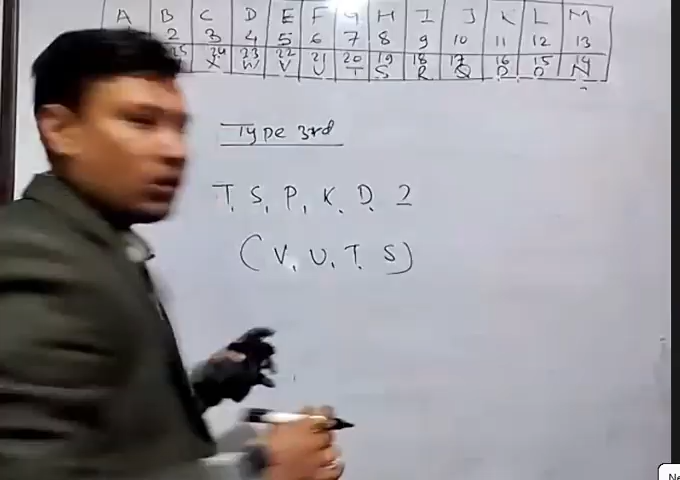 A B C D E F G H I J K L M
2 3 4 5 6 7 8 9 10 11 12 13
25 24 23 22 21 20 19 18 17 16 15 14
X W V U T S R Q P O N
Type 3rd
T, S, P, K, D, 2
(V, U, T, S)
Ne